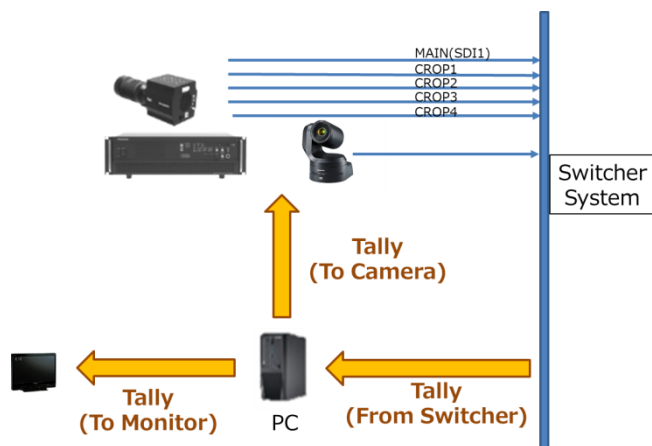 MAIN(SDI1)
CROP1
CROP2
CROP3
CROP4
Switcher
System
Tally
(To Camera)
Tally
(To Monitor)
PC
Tally
(From Switcher)